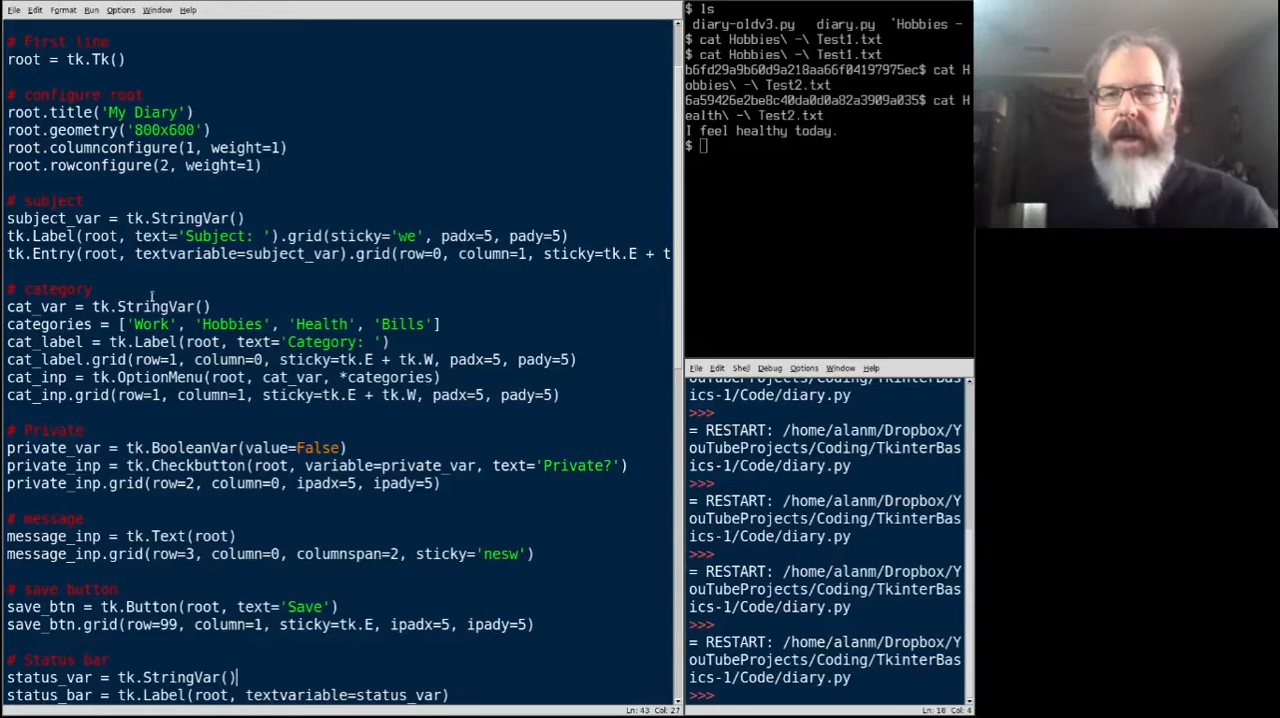 File Edit Format Run Options Window Help
# First line
root = tk.Tk()
# configure root
root.title('My Diary')
root.geometry('800x600')
root.columnconfigure(1, weight=1)
root.rowconfigure(2, weight=1)
# subject
subject_var = tk.StringVar()
tk.Label(root, text='Subject: ').grid(sticky='we', padx=5, pady=5)
tk.Entry(root, textvariable=subject_var).grid(row=0, column=1, sticky=tk.E + t
# category
cat_var = tk.StringVar()
categories = ['Work', 'Hobbies', 'Health', 'Bills']
cat_label = tk.Label(root, text='Category: ')
cat_label.grid(row=1, column=0, sticky=tk.E + tk.W, padx=5, pady=5)
cat_inp = tk.OptionMenu(root, cat_var, *categories)
cat_inp.grid(row=1, column=1, sticky=tk.E + tk.W, padx=5, pady=5)
# Private
private_var = tk.BooleanVar(value=False)
private_inp = tk.Checkbutton(root, variable=private_var, text='Private?')
private_inp.grid(row=2, column=0, ipadx=5, ipady=5)
# message
message_inp = tk.Text(root)
message_inp.grid(row=3, column=0, columnspan=2, sticky='nesw')
# save button
save_btn = tk.Button(root, text='Save')
save_btn.grid(row=99, column=1, sticky=tk.E, ipadx=5, ipady=5)
# Status bar
status_var = tk.StringVar()
status_bar = tk.Label(root, textvariable=status_var)
Ln: 43 Col: 27
$ ls
diary-oldv3.py diary.py 'Hobbies -
$ cat Hobbies\ -\ Test1.txt
$ cat Hobbies\ -\ Test1.txt
b6fd29a9b60d9a218aa66f04197975ec$ cat H
obbies\ -\ Test2.txt
6a59426e2be8c40da0d0a82a3909a035$ cat H
ealth\ -\ Test2.txt
I feel healthy today.
$
File Edit Shell Debug Options Window Help
ouTubeProjects/Coding/TkinterBas
ics-1/Code/diary.py
>>>
= RESTART: /home/alanm/Dropbox/Y
ouTubeProjects/Coding/TkinterBas
ics-1/Code/diary.py
>>>
= RESTART: /home/alanm/Dropbox/Y
ouTubeProjects/Coding/TkinterBas
ics-1/Code/diary.py
>>>
= RESTART: /home/alanm/Dropbox/Y
ouTubeProjects/Coding/TkinterBas
ics-1/Code/diary.py
>>>
= RESTART: /home/alanm/Dropbox/Y
ouTubeProjects/Coding/TkinterBas
ics-1/Code/diary.py
>>>
Ln: 18 Col: 4